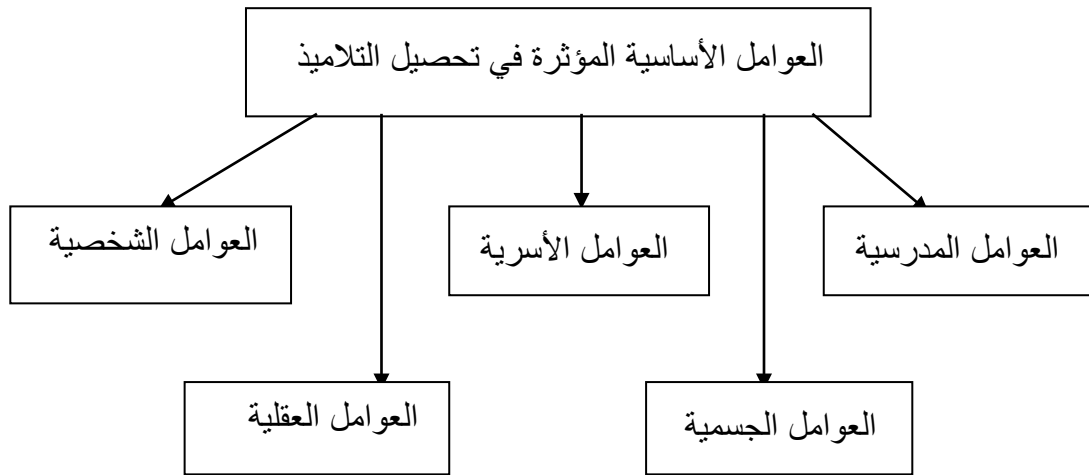 العوامل الأساسية المؤثرة في تحصيل التلاميذ
العوامل المدرسية
العوامل الأسرية
العوامل الشخصية
العوامل الجسمية
العوامل العقلية